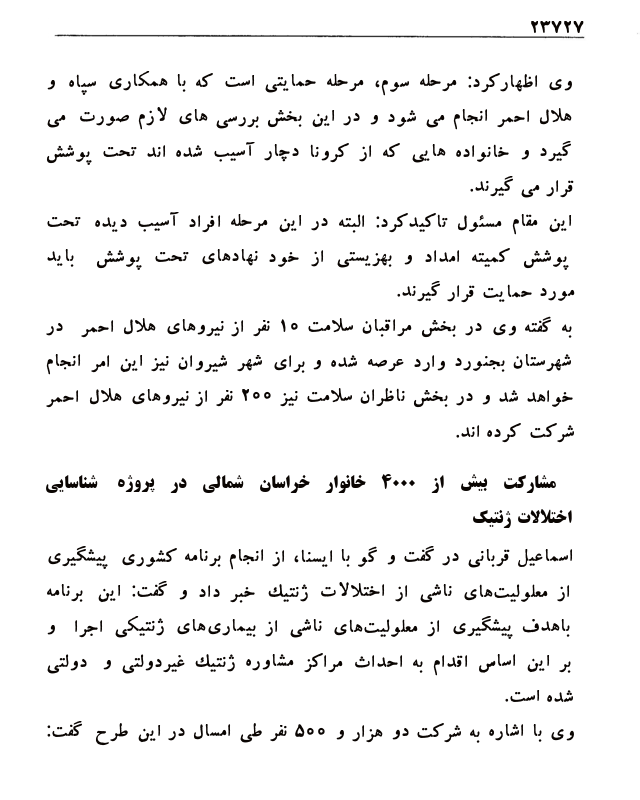 ۲۳۷۲۷
وی اظهارکرد: مرحله سوم، مرحله حمایتی است که با همکاری سپاه و
هلال احمر انجام می شود و در این بخش بررسی های لازم صورت می
گیرد و خانواده هایی که از کرونا دچار آسیب شده اند تحت پوشش
قرار می گیرند.
این مقام مسئول تاکیدکرد: البته در این مرحله افراد آسیب دیده تحت
پوشش کمیته امداد و بهزیستی از خود نهادهای تحت پوشش باید
مورد حمایت قرار گیرند.
به گفته وی در بخش مراقبان سلامت ۱۰ نفر از نیروهای هلال احمر در
شهرستان بجنورد وارد عرصه شده و برای شهر شیروان نیز این امر انجام
خواهد شد و در بخش ناظران سلامت نیز ۲۰۰ نفر از نیروهای هلال احمر
شرکت کرده اند.
مشارکت بیش از ۴۰۰۰ خانوار خراسان شمالی در پروژه شناسایی
اختلالات ژنتیک
اسماعیل قربانی در گفت و گو با ایسنا، از انجام برنامه کشوری پیشگیری
از معلولیت‌های ناشی از اختلالات ژنتیك خبر داد و گفت: این برنامه
باهدف پیشگیری از معلولیت‌های ناشی از بیماری‌های ژنتیکی اجرا و
بر این اساس اقدام به احداث مراکز مشاوره ژنتیك غیردولتی و دولتی
شده است.
وی با اشاره به شرکت دو هزار و ۵۰۰ نفر طی امسال در این طرح گفت: